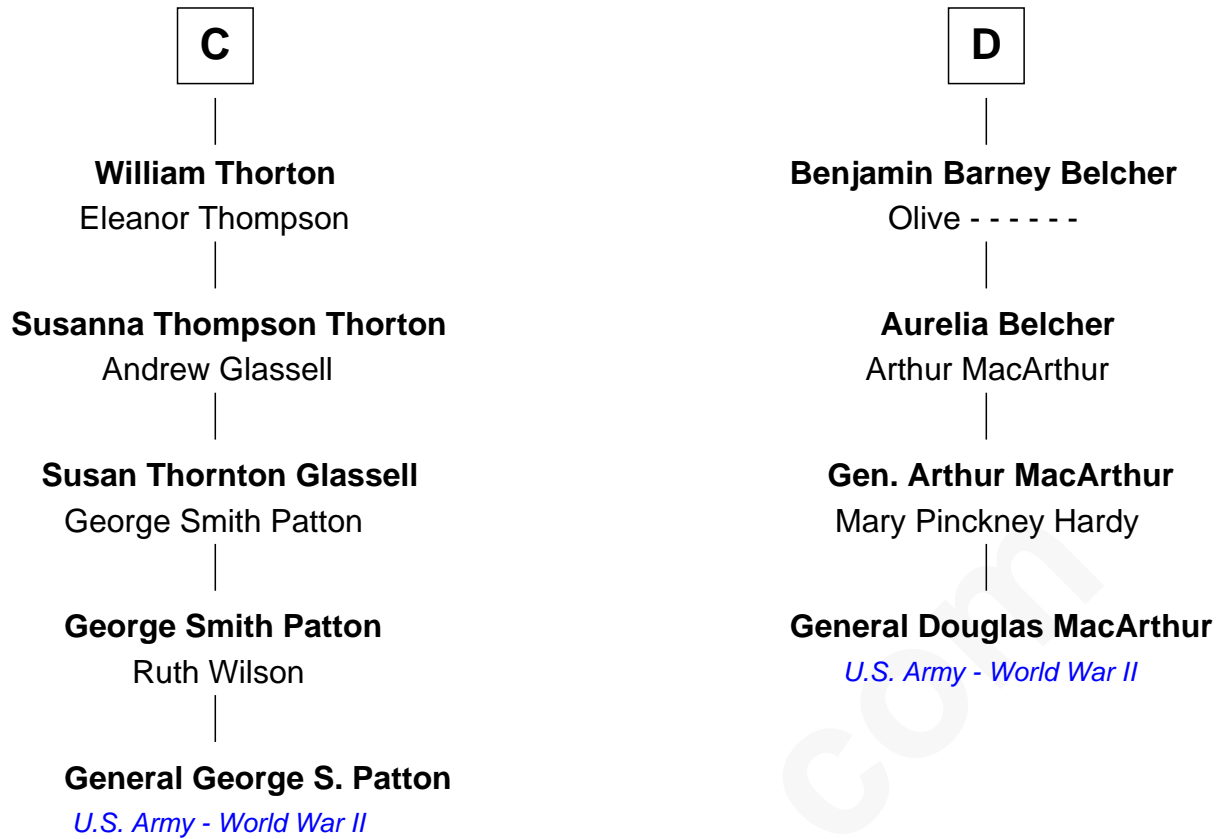 C
William Thorton
Eleanor Thompson
Susanna Thompson Thorton
Andrew Glassell
Susan Thornton Glassell
George Smith Patton
George Smith Patton
Ruth Wilson
General George S. Patton
U.S. Army - World War II
D
Benjamin Barney Belcher
Olive - - - - - -
Aurelia Belcher
Arthur MacArthur
Gen. Arthur MacArthur
Mary Pinckney Hardy
General Douglas MacArthur
U.S. Army - World War II
com